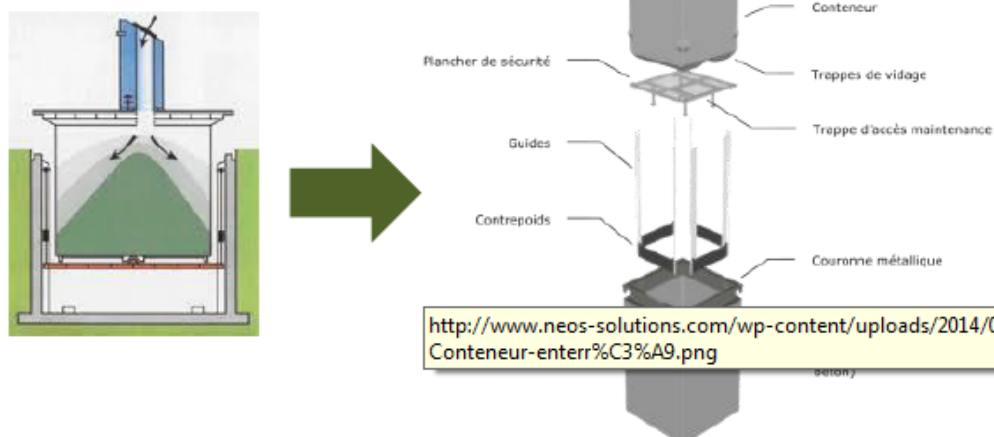 Conteneur
Plancher de sécurité
Trappes de vidage
Trappe d'accès maintenance
Guides
Contrepoids
Couronne métallique
http://www.neos-solutions.com/wp-content/uploads/2014/0
Conteneur-enterr%C3%A9.png
béton)